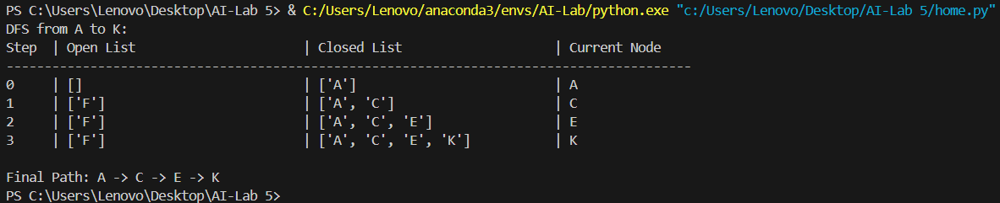 PS C:\Users\Lenovo\Desktop\AI-Lab 5> & C:/Users/Lenovo/anaconda3/envs/AI-Lab/python.exe "c:/Users/Lenovo/Desktop/AI-Lab 5/home.py"
DFS from A to K:
Step  | Open List                      | Closed List                    | Current Node
------------------------------------------------------------------------------------------
0     | []                             | ['A']                          | A
1     | ['F']                          | ['A', 'C']                     | C
2     | ['F']                          | ['A', 'C', 'E']                | E
3     | ['F']                          | ['A', 'C', 'E', 'K']           | K
Final Path: A -> C -> E -> K
PS C:\Users\Lenovo\Desktop\AI-Lab 5>